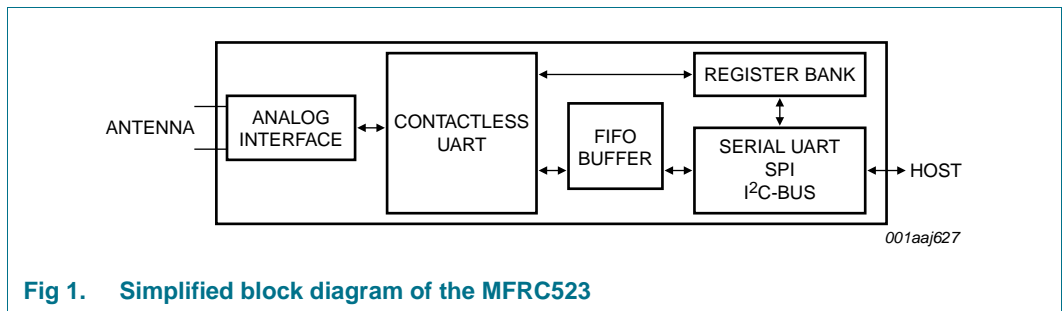 REGISTER BANK
ANTENNA
ANALOG
INTERFACE
CONTACTLESS
UART
FIFO
BUFFER
SERIAL UART
SPI
I²C-BUS
HOST
001aaj627
Fig 1. Simplified block diagram of the MFRC523